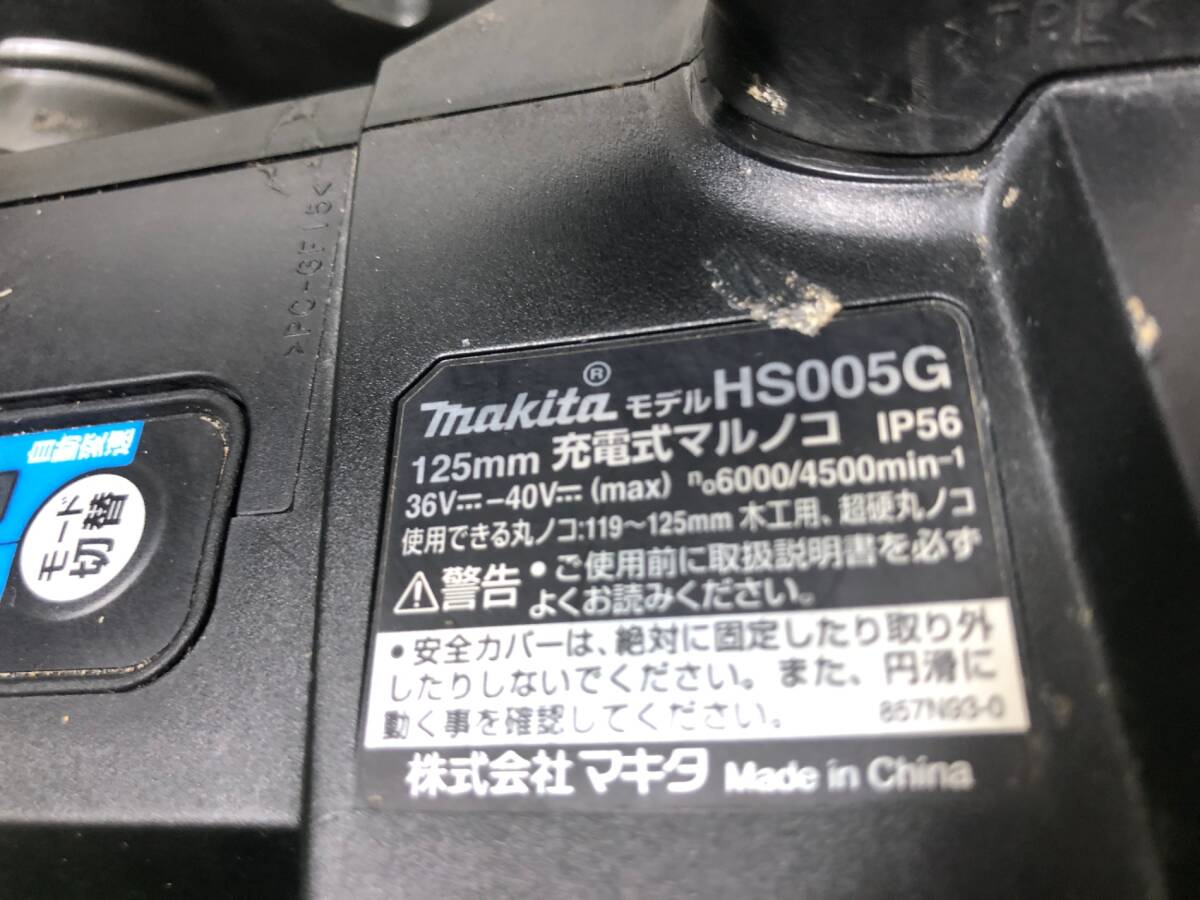 >PC-GF15<
自動変速
モード
切替
makita® モデル HS005G
125mm 充電式マルノコ IP56
36V⎓-40V⎓ (max) n₀6000/4500min⁻¹
使用できる丸ノコ:119～125mm 木工用、超硬丸ノコ
⚠警告 •ご使用前に取扱説明書を必ず
よくお読みください。
•安全カバーは、絶対に固定したり取り外
したりしないでください。また、円滑に
動く事を確認してください。 857N93-0
株式会社マキタ Made in China